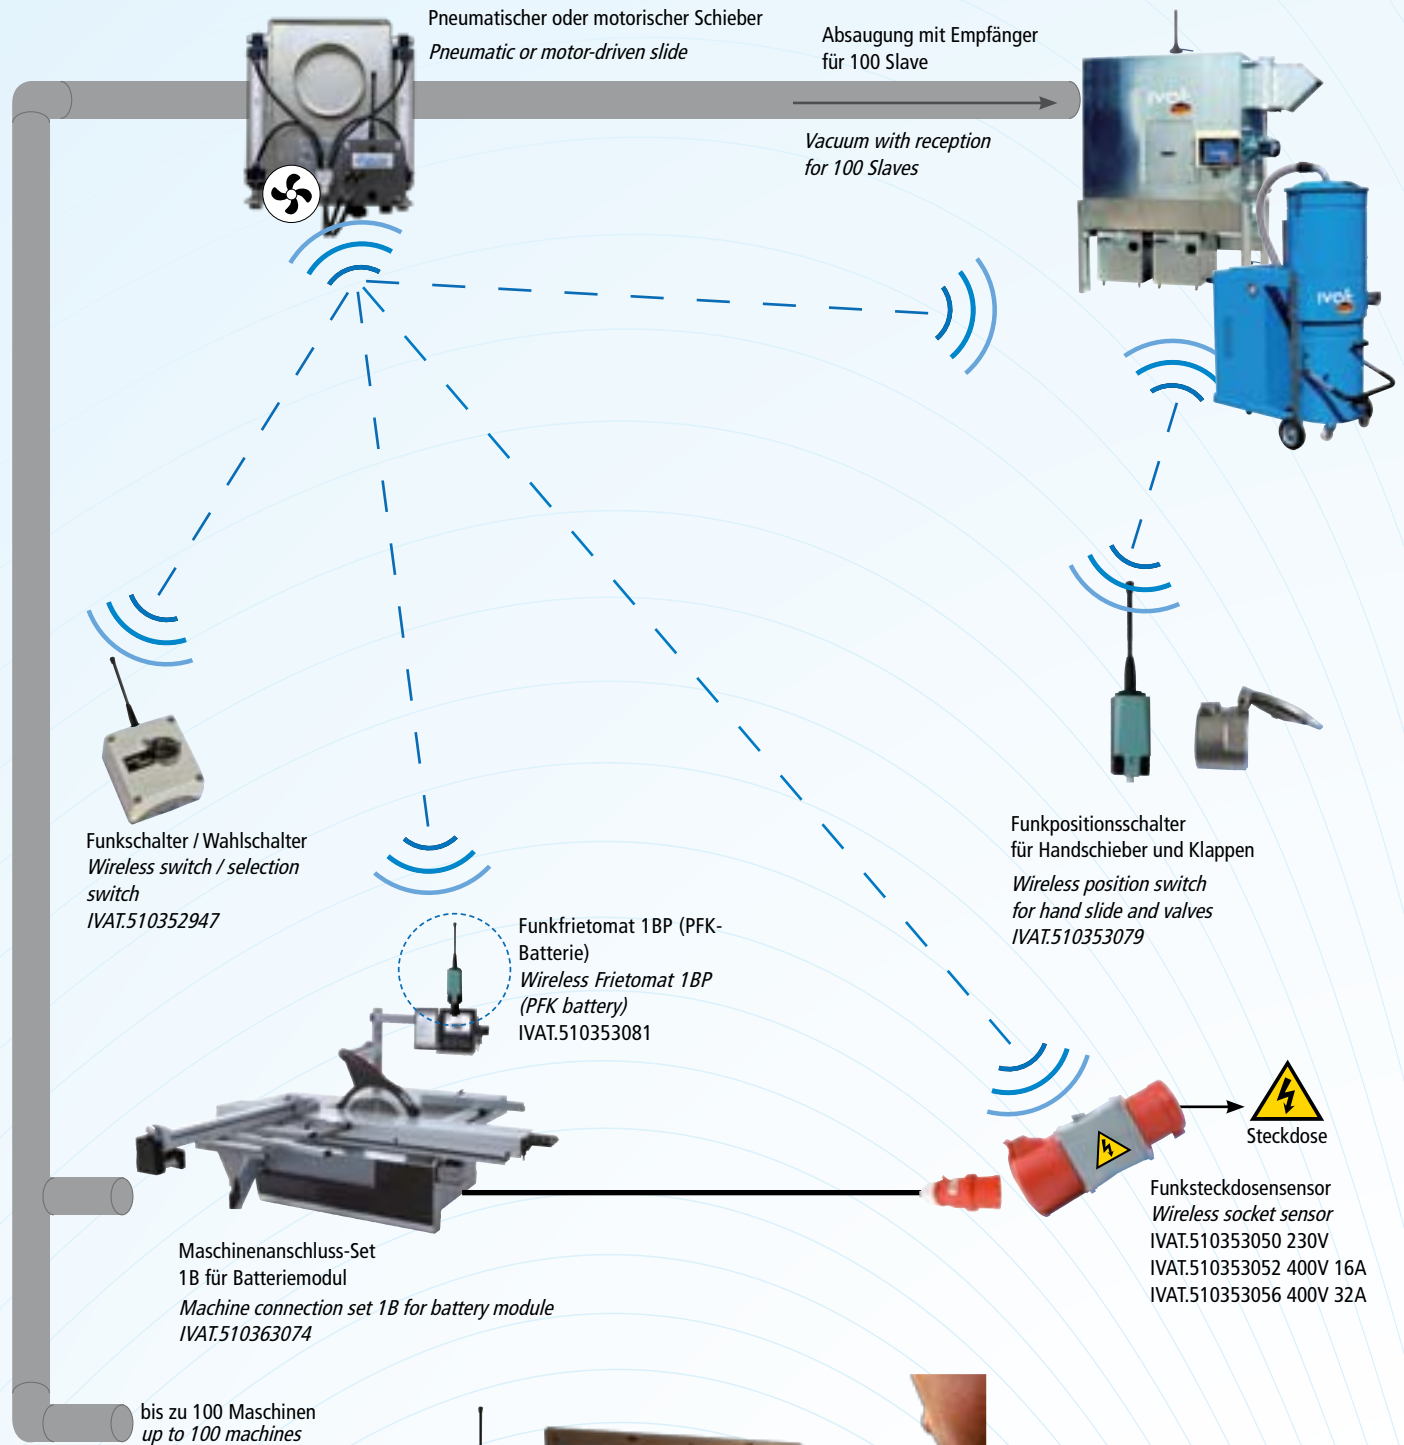 Pneumatischer oder motorischer Schieber
Pneumatic or motor-driven slide
Absaugung mit Empfänger
für 100 Slave
Vacuum with reception
for 100 Slaves
ivat
ivat
Funkschalter / Wahlschalter
Wireless switch / selection
switch
IVAT.510352947
Funkpositionsschalter
für Handschieber und Klappen
Wireless position switch
for hand slide and valves
IVAT.510353079
Funkfrietomat 1BP (PFK-
Batterie)
Wireless Frietomat 1BP
(PFK battery)
IVAT.510353081
Steckdose
Funksteckdosensensor
Wireless socket sensor
IVAT.510353050 230V
IVAT.510353052 400V 16A
IVAT.510353056 400V 32A
Maschinenanschluss-Set
1B für Batteriemodul
Machine connection set 1B for battery module
IVAT.510363074
bis zu 100 Maschinen
up to 100 machines